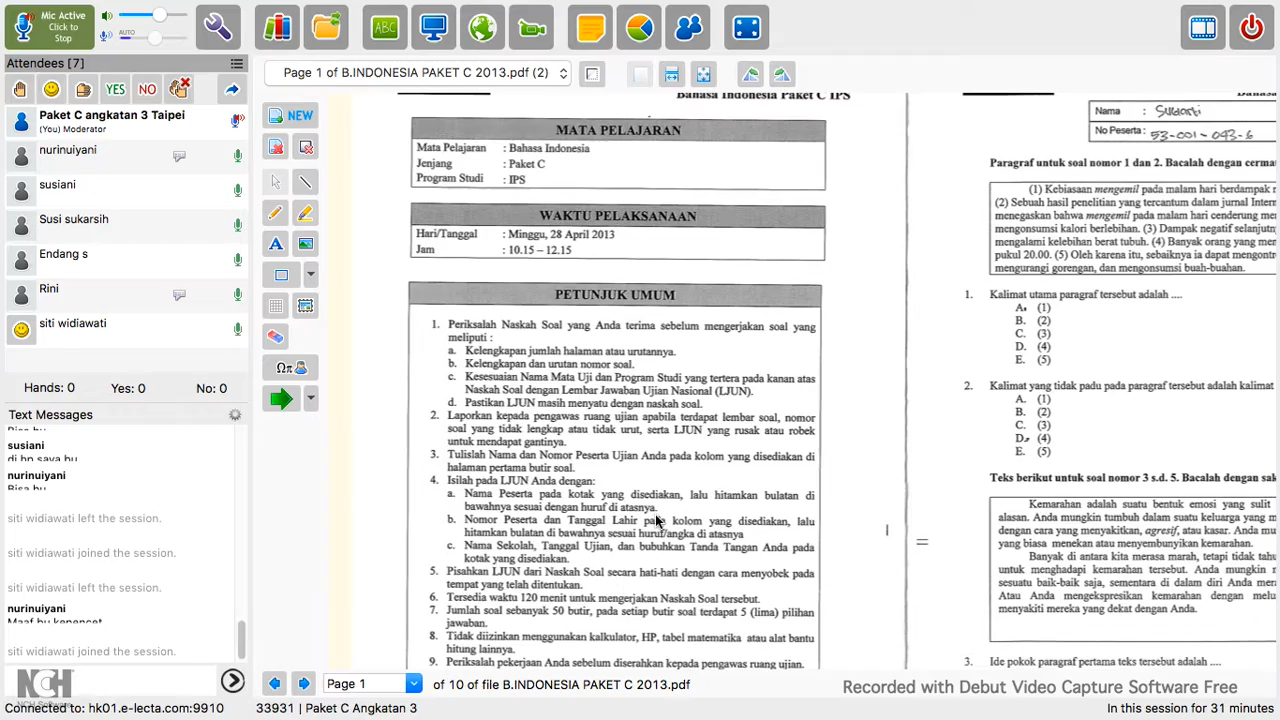 Mic Active
Click to
Stop
AUTO
Attendees [7]
YES
NO
Paket C angkatan 3 Taipei
(You) Moderator
nurinuiyani
susiani
Susi sukarsih
Endang s
Rini
siti widiawati
Hands: 0
Yes: 0
No: 0
Text Messages
susiani
di hp saya bu
nurinuiyani
Bisa bu
siti widiawati left the session.
siti widiawati joined the session.
nurinuiyani
Maaf bu kepencet
siti widiawati left the session.
NCH
NCH Software
Connected to: hk01.e-lecta.com:9910
ABC
Page 1 of B.INDONESIA PAKET C 2013.pdf (2)
NEW
A
Ωπ
Bahasa Indonesia Paket C IPS
MATA PELAJARAN
Mata Pelajaran : Bahasa Indonesia
Jenjang : Paket C
Program Studi : IPS
WAKTU PELAKSANAAN
Hari/Tanggal : Minggu, 28 April 2013
Jam : 10.15 – 12.15
PETUNJUK UMUM
1. Periksalah Naskah Soal yang Anda terima sebelum mengerjakan soal yang
meliputi :
a. Kelengkapan jumlah halaman atau urutannya.
b. Kelengkapan dan urutan nomor soal.
c. Kesesuaian Nama Mata Uji dan Program Studi yang tertera pada kanan atas
Naskah Soal dengan Lembar Jawaban Ujian Nasional (LJUN).
d. Pastikan LJUN masih menyatu dengan naskah soal.
2. Laporkan kepada pengawas ruang ujian apabila terdapat lembar soal, nomor
soal yang tidak lengkap atau tidak urut, serta LJUN yang rusak atau robek
untuk mendapat gantinya.
3. Tulislah Nama dan Nomor Peserta Ujian Anda pada kolom yang disediakan di
halaman pertama butir soal.
4. Isilah pada LJUN Anda dengan:
a. Nama Peserta pada kotak yang disediakan, lalu hitamkan bulatan di
bawahnya sesuai dengan huruf di atasnya.
b. Nomor Peserta dan Tanggal Lahir pada kolom yang disediakan, lalu
hitamkan bulatan di bawahnya sesuai huruf/angka di atasnya
c. Nama Sekolah, Tanggal Ujian, dan bubuhkan Tanda Tangan Anda pada
kotak yang disediakan.
5. Pisahkan LJUN dari Naskah Soal secara hati-hati dengan cara menyobek pada
tempat yang telah ditentukan.
6. Tersedia waktu 120 menit untuk mengerjakan Naskah Soal tersebut.
7. Jumlah soal sebanyak 50 butir, pada setiap butir soal terdapat 5 (lima) pilihan
jawaban.
8. Tidak diizinkan menggunakan kalkulator, HP, tabel matematika atau alat bantu
hitung lainnya.
9. Periksalah pekerjaan Anda sebelum diserahkan kepada pengawas ruang ujian.
Nama : Sudarti
No Peserta : 53-001-093-6
Paragraf untuk soal nomor 1 dan 2. Bacalah dengan cerma
(1) Kebiasaan mengemil pada malam hari berdampak n
(2) Sebuah hasil penelitian yang tercantum dalam jurnal Intern
menegaskan bahwa mengemil pada malam hari cenderung m
mengonsumsi kalori berlebihan. (3) Dampak negatif selanjutn
mengalami kelebihan berat tubuh. (4) Banyak orang yang me
pukul 20.00. (5) Oleh karena itu, sebaiknya ia dapat mengontr
mengurangi gorengan, dan mengonsumsi buah-buahan.
1. Kalimat utama paragraf tersebut adalah ....
A. (1)
B. (2)
C. (3)
D. (4)
E. (5)
2. Kalimat yang tidak padu pada paragraf tersebut adalah kalimat
A. (1)
B. (2)
C. (3)
D. (4)
E. (5)
Teks berikut untuk soal nomor 3 s.d. 5. Bacalah dengan sak
Kemarahan adalah suatu bentuk emosi yang sulit
alasan. Anda mungkin tumbuh dalam suatu keluarga yang m
dengan cara yang menyakitkan, agresif, atau kasar. Anda mu
yang biasa menekan atau menyembunyikan kemarahan.
Banyak di antara kita merasa marah, tetapi tidak tah
untuk menghadapi kemarahan tersebut. Anda mungkin n
sesuatu baik-baik saja, sementara di dalam diri Anda mera
Atau Anda mengekspresikan kemarahan dengan melu
menyakiti mereka yang dekat dengan Anda.
3. Ide pokok paragraf pertama teks tersebut adalah ....
Page 1
of 10 of file B.INDONESIA PAKET C 2013.pdf
Recorded with Debut Video Capture Software Free
33931 | Paket C Angkatan 3
In this session for 31 minutes